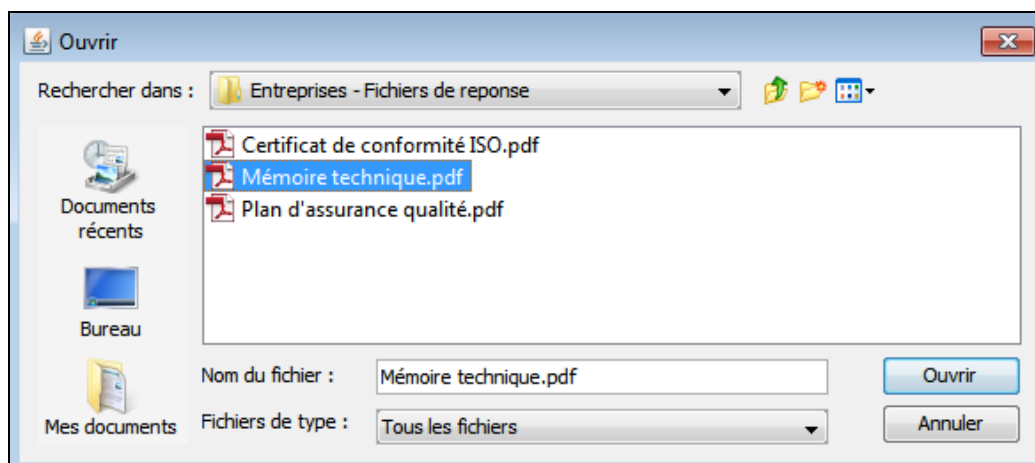 Ouvrir
Rechercher dans :
Entreprises - Fichiers de reponse
Certificat de conformité ISO.pdf
Mémoire technique.pdf
Plan d'assurance qualité.pdf
Documents
récents
Bureau
Mes documents
Nom du fichier :
Mémoire technique.pdf
Ouvrir
Fichiers de type :
Tous les fichiers
Annuler